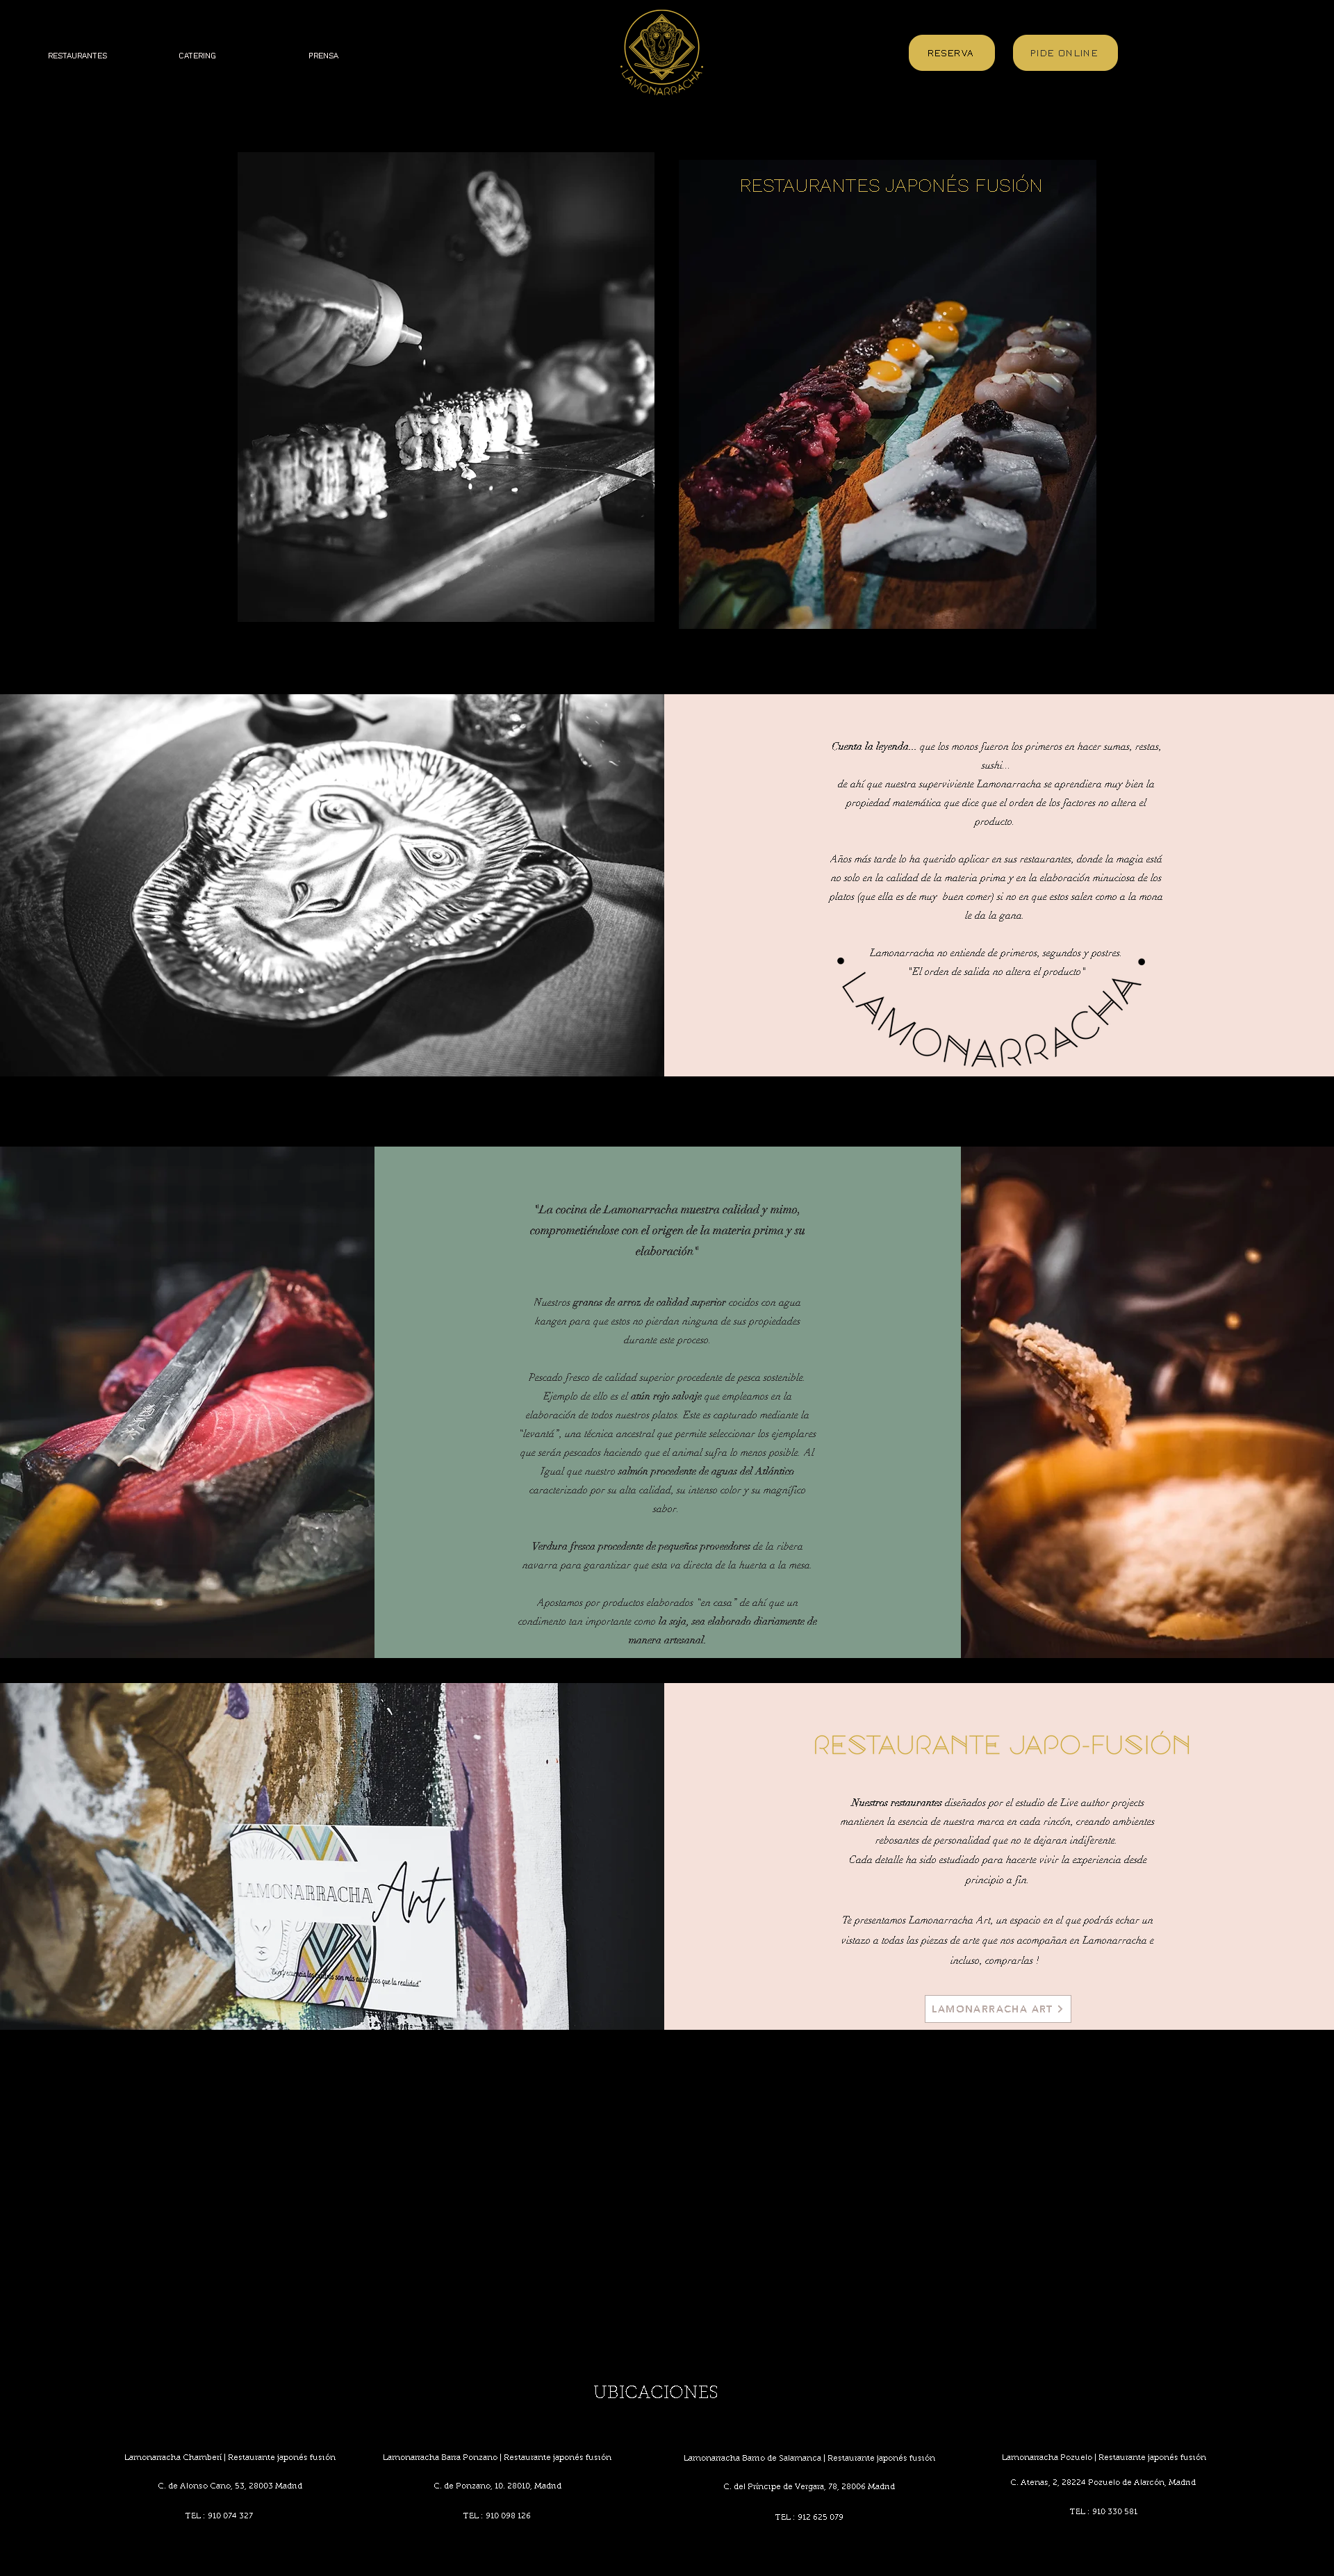 RESTAURANTES
CATERING
PRENSA
LAMONARRACHA
RESERVA
PIDE ONLINE
RESTAURANTES JAPONÉS FUSIÓN
Cuenta la leyenda... que los monos fueron los primeros en hacer sumas, restas,
sushi...
de ahí que nuestra superviviente Lamonarracha se aprendiera muy bien la
propiedad matemática que dice que el orden de los factores no altera el
producto.
Años más tarde lo ha querido aplicar en sus restaurantes, donde la magia está
no solo en la calidad de la materia prima y en la elaboración minuciosa de los
platos (que ella es de muy buen comer) si no en que estos salen como a la mona
le da la gana.
Lamonarracha no entiende de primeros, segundos y postres.
"El orden de salida no altera el producto"
LAMONARRACHA
"La cocina de Lamonarracha muestra calidad y mimo,
comprometiéndose con el origen de la materia prima y su
elaboración"
Nuestros granos de arroz de calidad superior cocidos con agua
kangen para que estos no pierdan ninguna de sus propiedades
durante este proceso.
Pescado fresco de calidad superior procedente de pesca sostenible.
Ejemplo de ello es el atún rojo salvaje que empleamos en la
elaboración de todos nuestros platos. Este es capturado mediante la
"levantá", una técnica ancestral que permite seleccionar los ejemplares
que serán pescados haciendo que el animal sufra lo menos posible. Al
Igual que nuestro salmón procedente de aguas del Atlántico
caracterizado por su alta calidad, su intenso color y su magnífico
sabor.
Verdura fresca procedente de pequeños proveedores de la ribera
navarra para garantizar que esta va directa de la huerta a la mesa.
Apostamos por productos elaborados "en casa" de ahí que un
condimento tan importante como la soja, sea elaborado diariamente de
manera artesanal.
LAMONARRACHA Art
son más auténticos que la realidad"
RESTAURANTE JAPO-FUSIÓN
Nuestros restaurantes diseñados por el estudio de Live author projects
mantienen la esencia de nuestra marca en cada rincón, creando ambientes
rebosantes de personalidad que no te dejaran indiferente.
Cada detalle ha sido estudiado para hacerte vivir la experiencia desde
principio a fin.
Te presentamos Lamonarracha Art, un espacio en el que podrás echar un
vistazo a todas las piezas de arte que nos acompañan en Lamonarracha e
incluso, comprarlas !
LAMONARRACHA ART >
UBICACIONES
Lamonarracha Chamberí | Restaurante japonés fusión
C. de Alonso Cano, 53, 28003 Madrid
TEL : 910 074 327
Lamonarracha Barra Ponzano | Restaurante japonés fusión
C. de Ponzano, 10. 28010, Madrid
TEL : 910 098 126
Lamonarracha Barrio de Salamanca | Restaurante japonés fusión
C. del Príncipe de Vergara, 78, 28006 Madrid
TEL : 912 625 079
Lamonarracha Pozuelo | Restaurante japonés fusión
C. Atenas, 2, 28224 Pozuelo de Alarcón, Madrid
TEL : 910 330 581